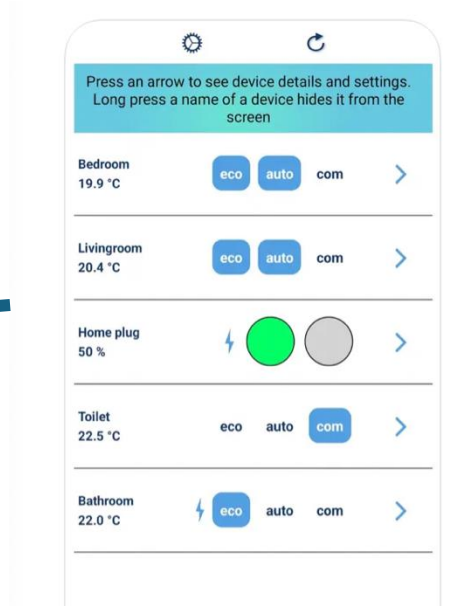 Press an arrow to see device details and settings.
Long press a name of a device hides it from the
screen
Bedroom
19.9 °C
eco auto com
Livingroom
20.4 °C
eco auto com
Home plug
50 %
Toilet
22.5 °C
eco auto com
Bathroom
22.0 °C
eco auto com